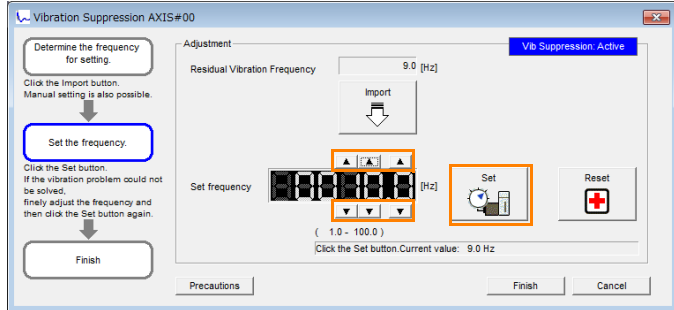 Vibration Suppression AXIS#00
Determine the frequency
for setting.
Click the Import button.
Manual setting is also possible.
Set the frequency.
Click the Set button.
If the vibration problem could not
be solved,
finely adjust the frequency and
then click the Set button again.
Finish
Adjustment
Vib Suppression: Active
Residual Vibration Frequency 9.0 [Hz]
Import
Set frequency [Hz]
Set
Reset
( 1.0 - 100.0 )
Click the Set button.Current value: 9.0 Hz
Precautions
Finish
Cancel